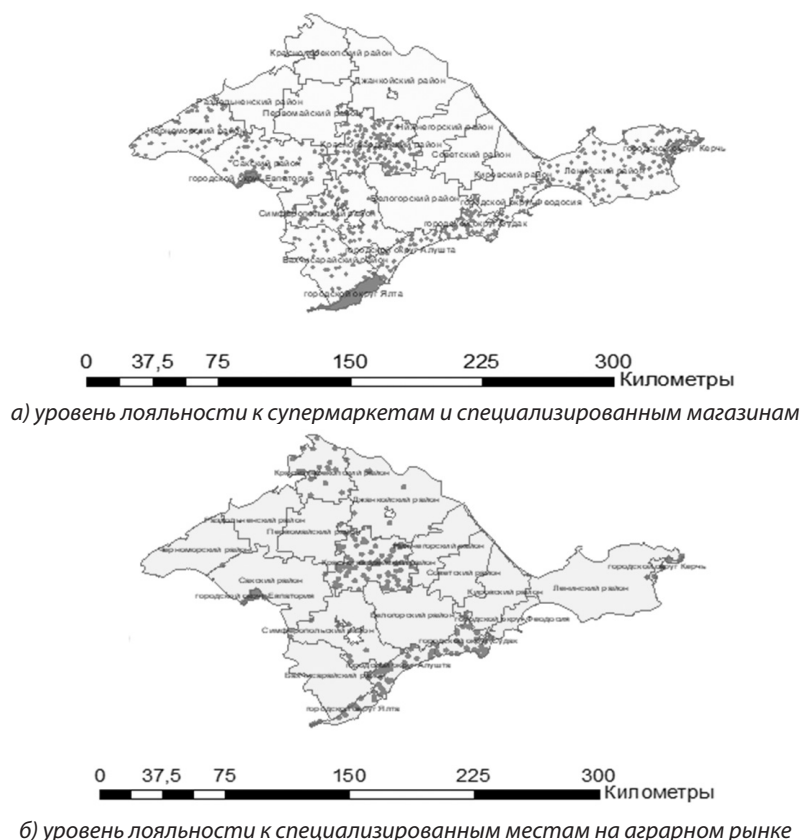 Красноперекопский район
Джанкойский район
Раздольненский район
Первомайский район
Черноморский район
Нижнегорский район
Красногвардейский район
Советский район
Сакский район
городской округ Керчь
Ленинский район
Кировский район
городской округ Евпатория
Белогорский район
городской округ Феодосия
Симферопольский район
городской округ Судак
городской округ Алушта
Бахчисарайский район
городской округ Ялта
0 37,5 75 150 225 300
Километры
а) уровень лояльности к супермаркетам и специализированным магазинам
Красноперекопский район
Джанкойский район
Раздольненский район
Первомайский район
Черноморский район
Нижнегорский район
Красногвардейский район
Советский район
городской округ Керчь
Сакский район
Ленинский район
Кировский район
городской округ Евпатория
Белогорский район
городской округ Феодосия
Симферопольский район
городской округ Судак
городской округ Алушта
Бахчисарайский район
городской округ Ялта
0 37,5 75 150 225 300
Километры
б) уровень лояльности к специализированным местам на аграрном рынке